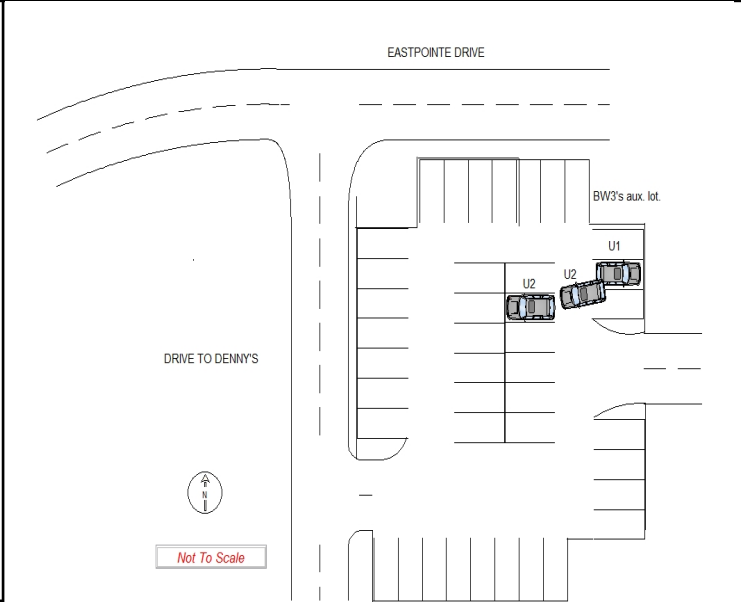 EASTPOINTE DRIVE
BW3's aux. lot.
U1
U2
U2
DRIVE TO DENNY'S
N
Not To Scale